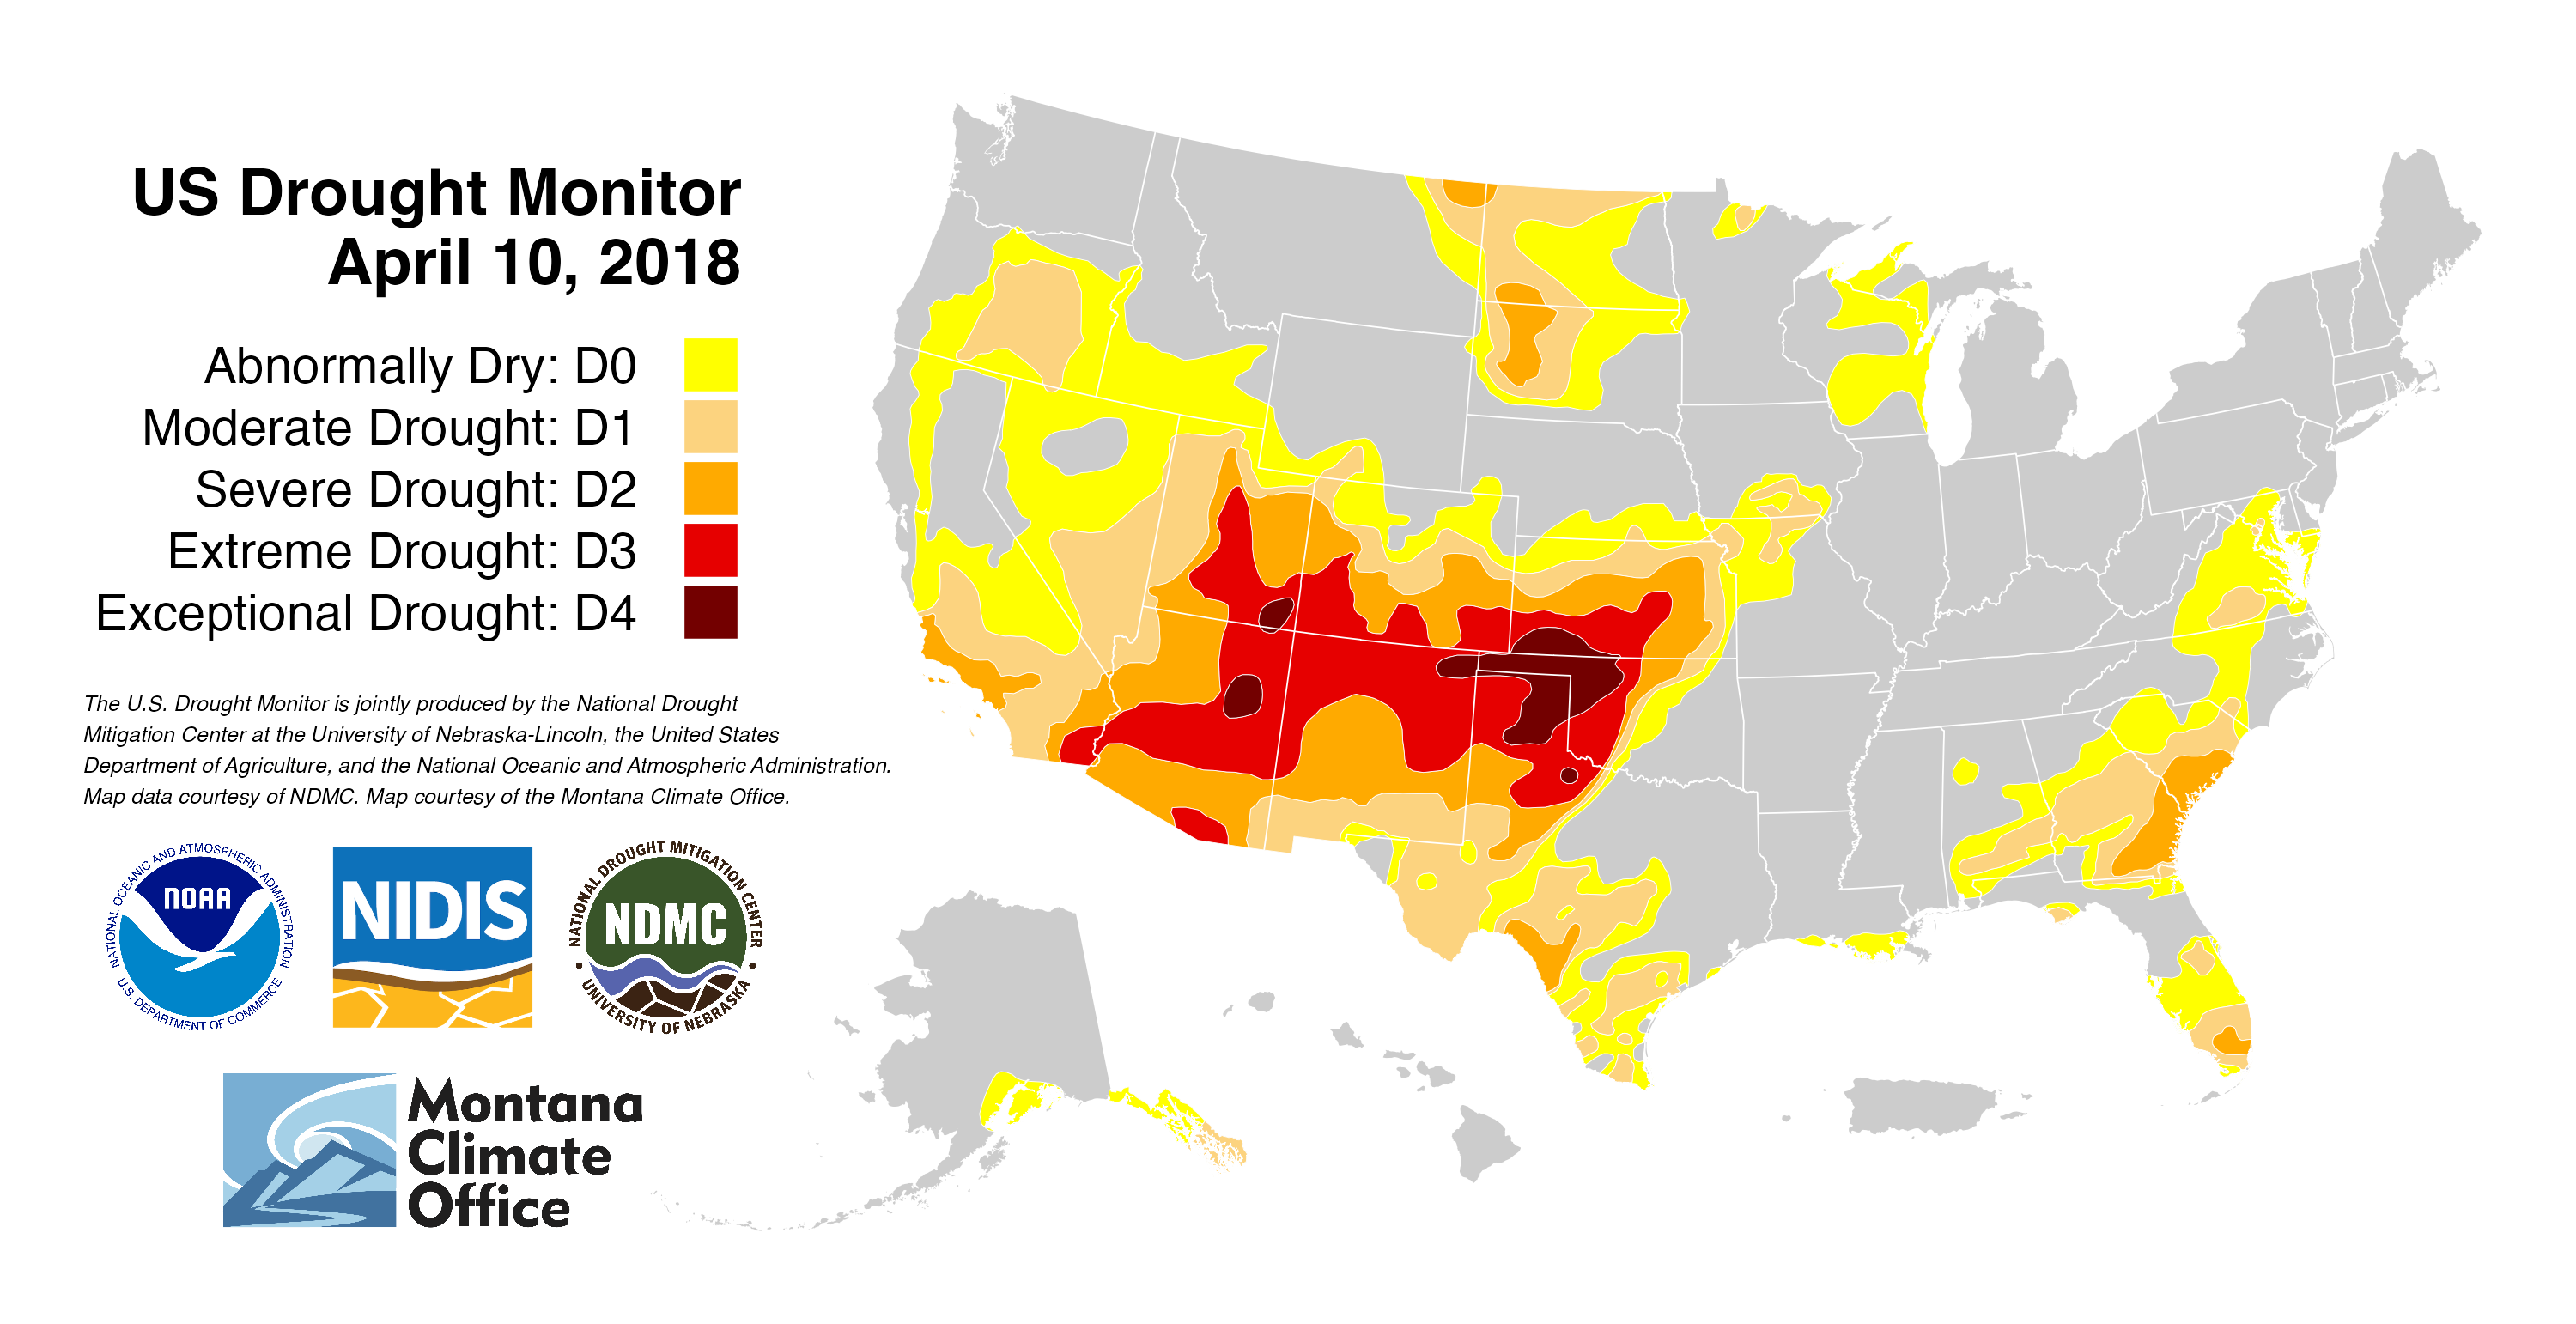 US Drought Monitor
April 10, 2018
Abnormally Dry: D0
Moderate Drought: D1
Severe Drought: D2
Extreme Drought: D3
Exceptional Drought: D4
The U.S. Drought Monitor is jointly produced by the National Drought
Mitigation Center at the University of Nebraska-Lincoln, the United States
Department of Agriculture, and the National Oceanic and Atmospheric Administration.
Map data courtesy of NDMC. Map courtesy of the Montana Climate Office.
NATIONAL OCEANIC AND ATMOSPHERIC ADMINISTRATION
NOAA
U.S. DEPARTMENT OF COMMERCE
NIDIS
NATIONAL DROUGHT MITIGATION CENTER
NDMC
UNIVERSITY OF NEBRASKA
Montana
Climate
Office